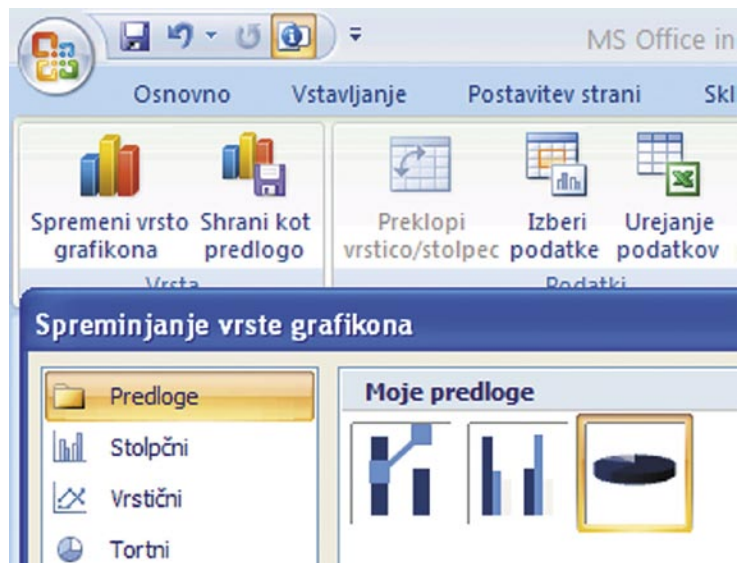 MS Office in
Osnovno Vstavljanje Postavitev strani Skl
Spremeni vrsto grafikona
Shrani kot predlogo
Preklopi vrstico/stolpec
Izberi podatke
Urejanje podatkov
Vrsta Podatki
Spreminjanje vrste grafikona
Predloge
Stolpčni
Vrstični
Tortni
Moje predloge